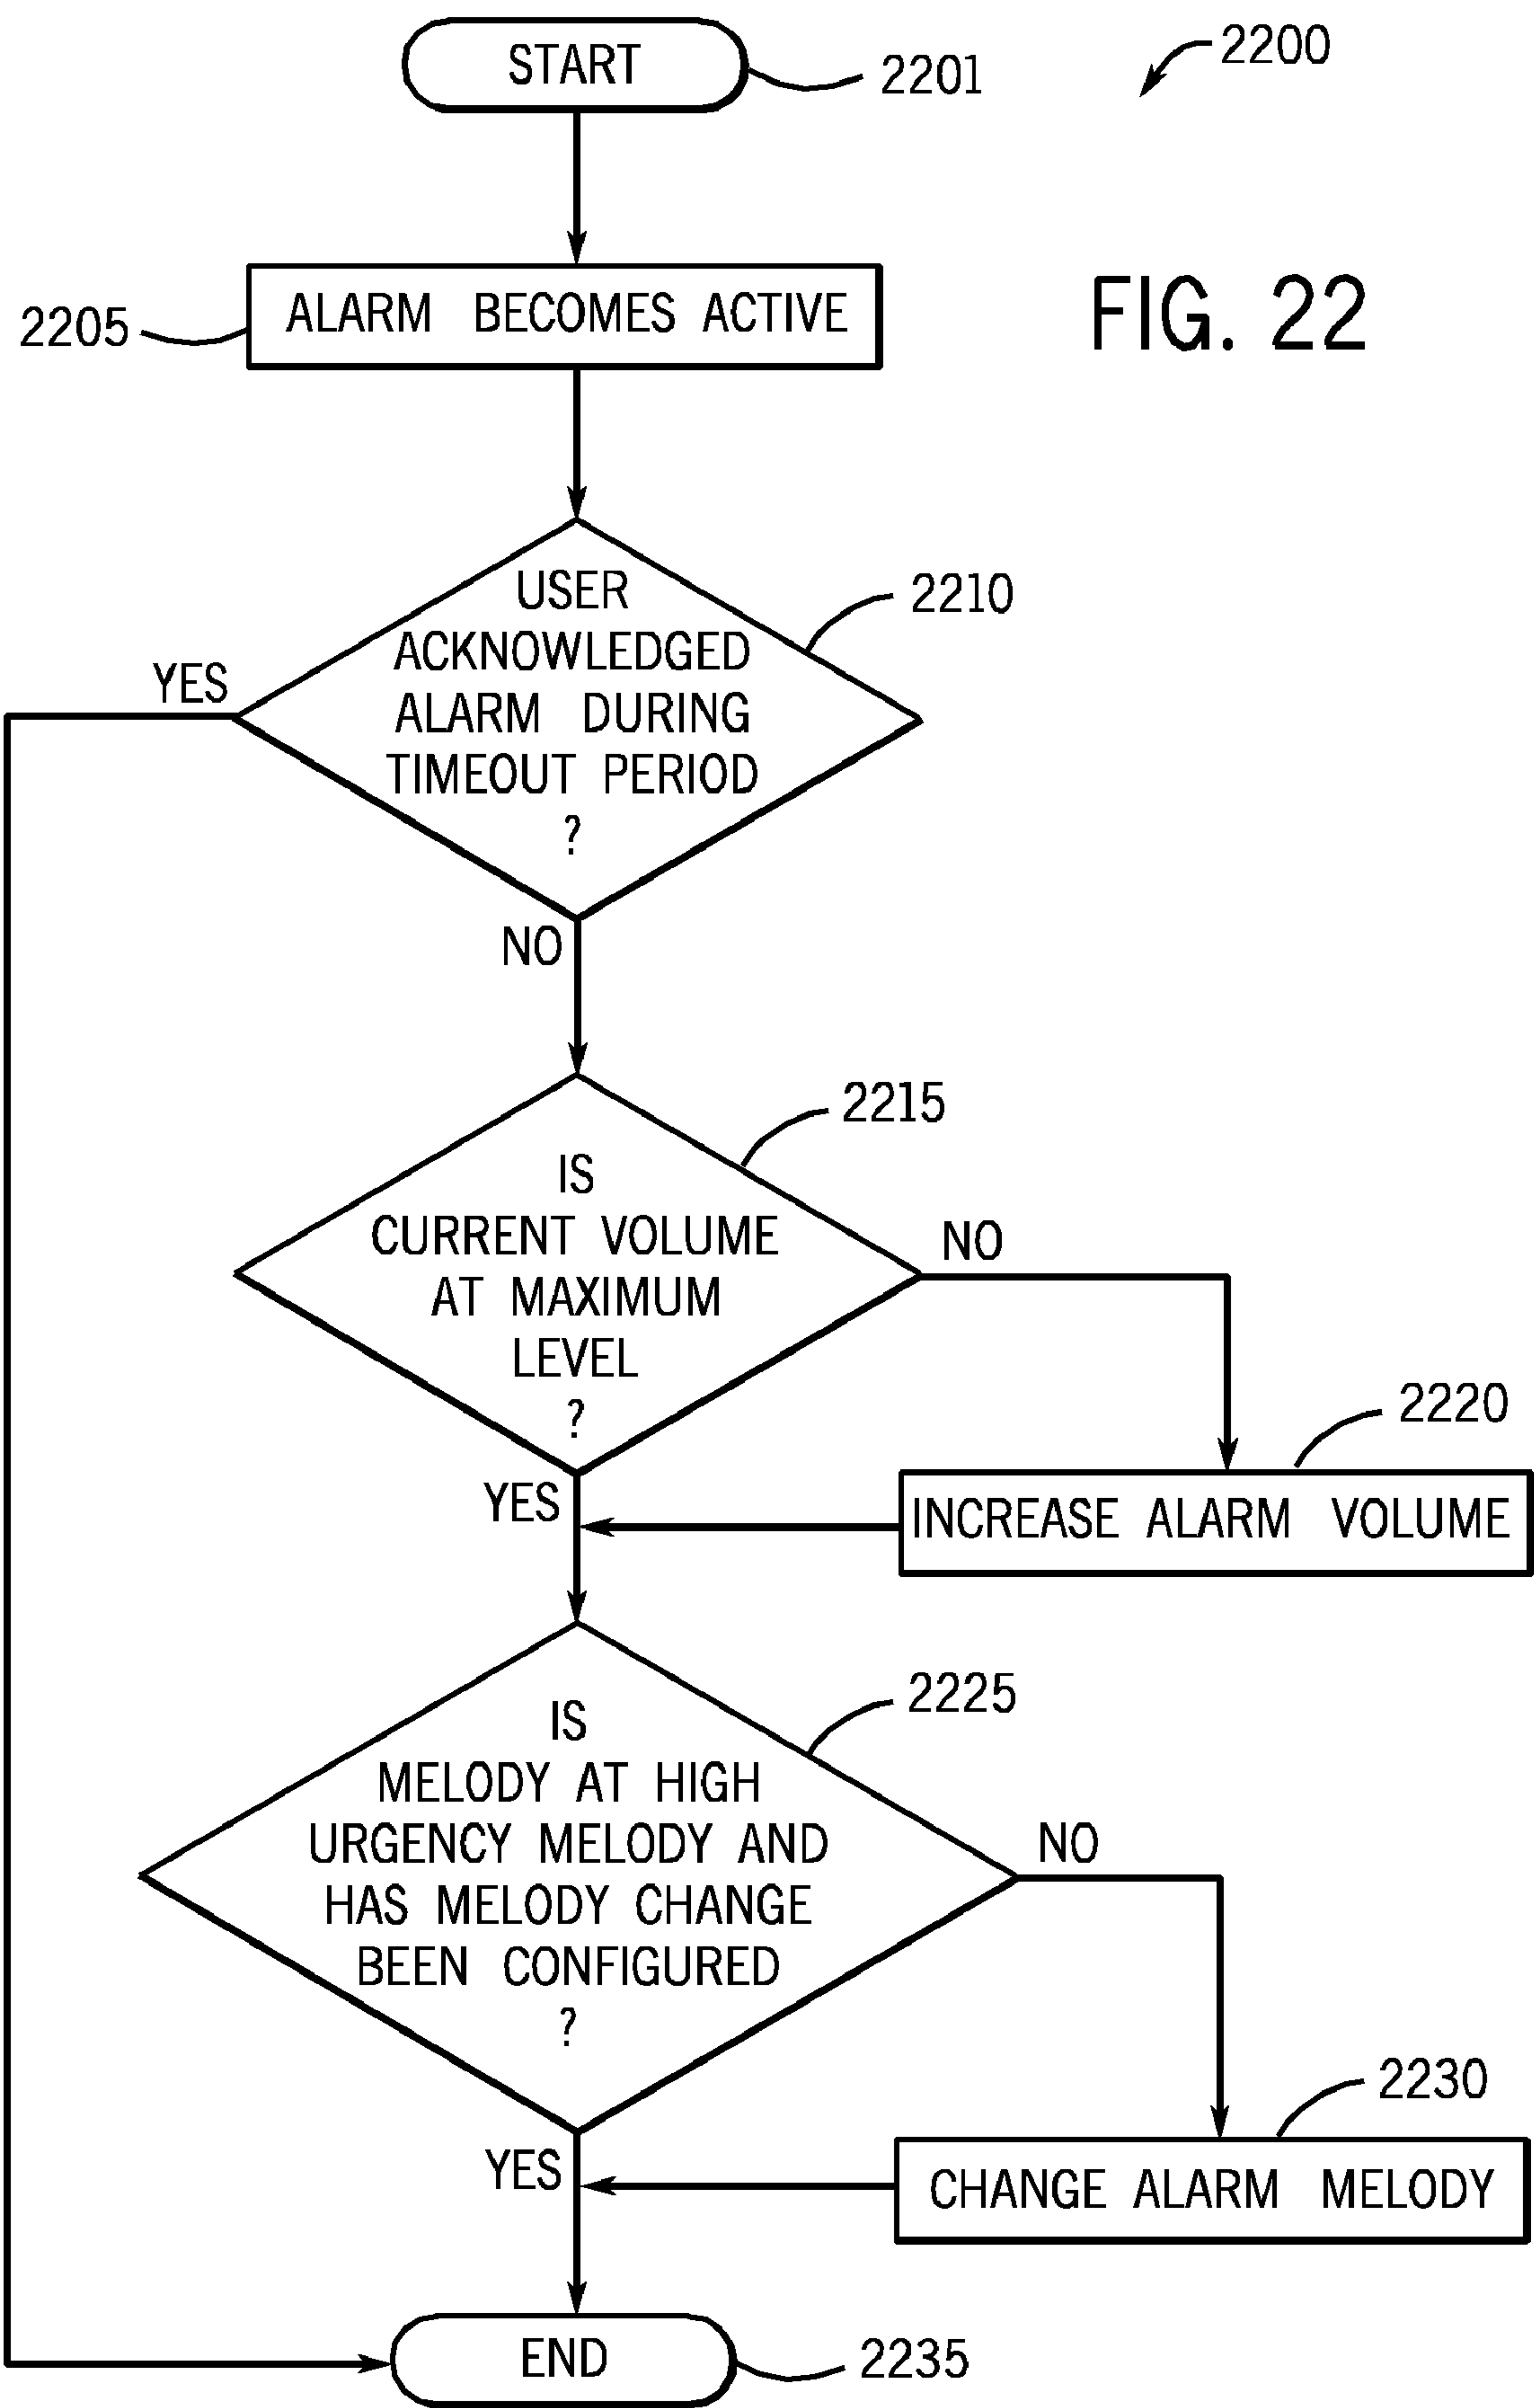 START
2201
2200
ALARM BECOMES ACTIVE
2205
FIG. 22
USER
ACKNOWLEDGED
ALARM DURING
TIMEOUT PERIOD
?
2210
YES
NO
2215
IS
CURRENT VOLUME
AT MAXIMUM
LEVEL
?
NO
2220
YES
INCREASE ALARM VOLUME
2225
IS
MELODY AT HIGH
URGENCY MELODY AND
HAS MELODY CHANGE
BEEN CONFIGURED
?
NO
2230
YES
CHANGE ALARM MELODY
END
2235